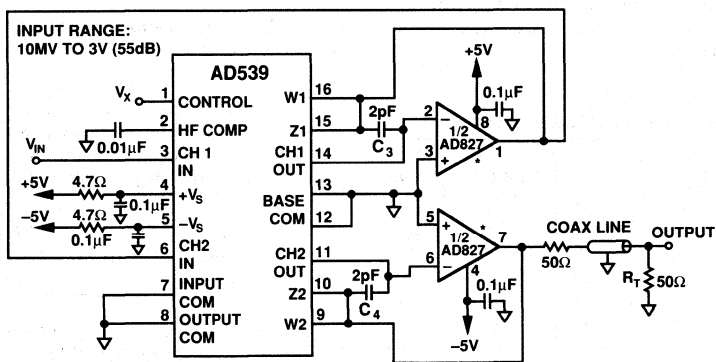 INPUT RANGE:
10MV TO 3V (55dB)
AD539
VX
1 CONTROL
2 HF COMP
0.01µF
VIN
3 CH 1
IN
+5V 4.7Ω 4 +VS
0.1µF
–5V 4.7Ω 5 –VS
0.1µF
CH2
6 IN
7 INPUT
COM
8 OUTPUT
COM
W1 16
Z1 15
CH1 14
OUT
2pF
C3
BASE 13
COM 12
CH2 11
OUT
Z2 10
2pF
C4
W2 9
+5V
0.1µF
8
2 –
1/2
AD827
*
3 +
1
5 +
*
1/2
AD827
6 –
7
4
0.1µF
–5V
50Ω
COAX LINE
OUTPUT
RT 50Ω